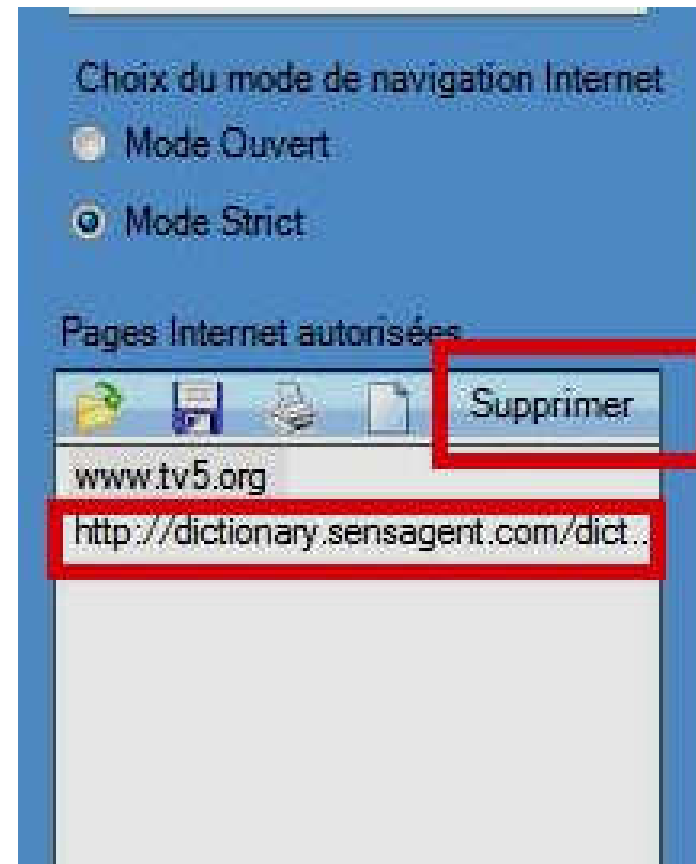 Choix du mode de navigation Internet
Mode Ouvert
Mode Strict
Pages Internet autorisées
Supprimer
www.tv5.org
http://dictionary.sensagent.com/dict..